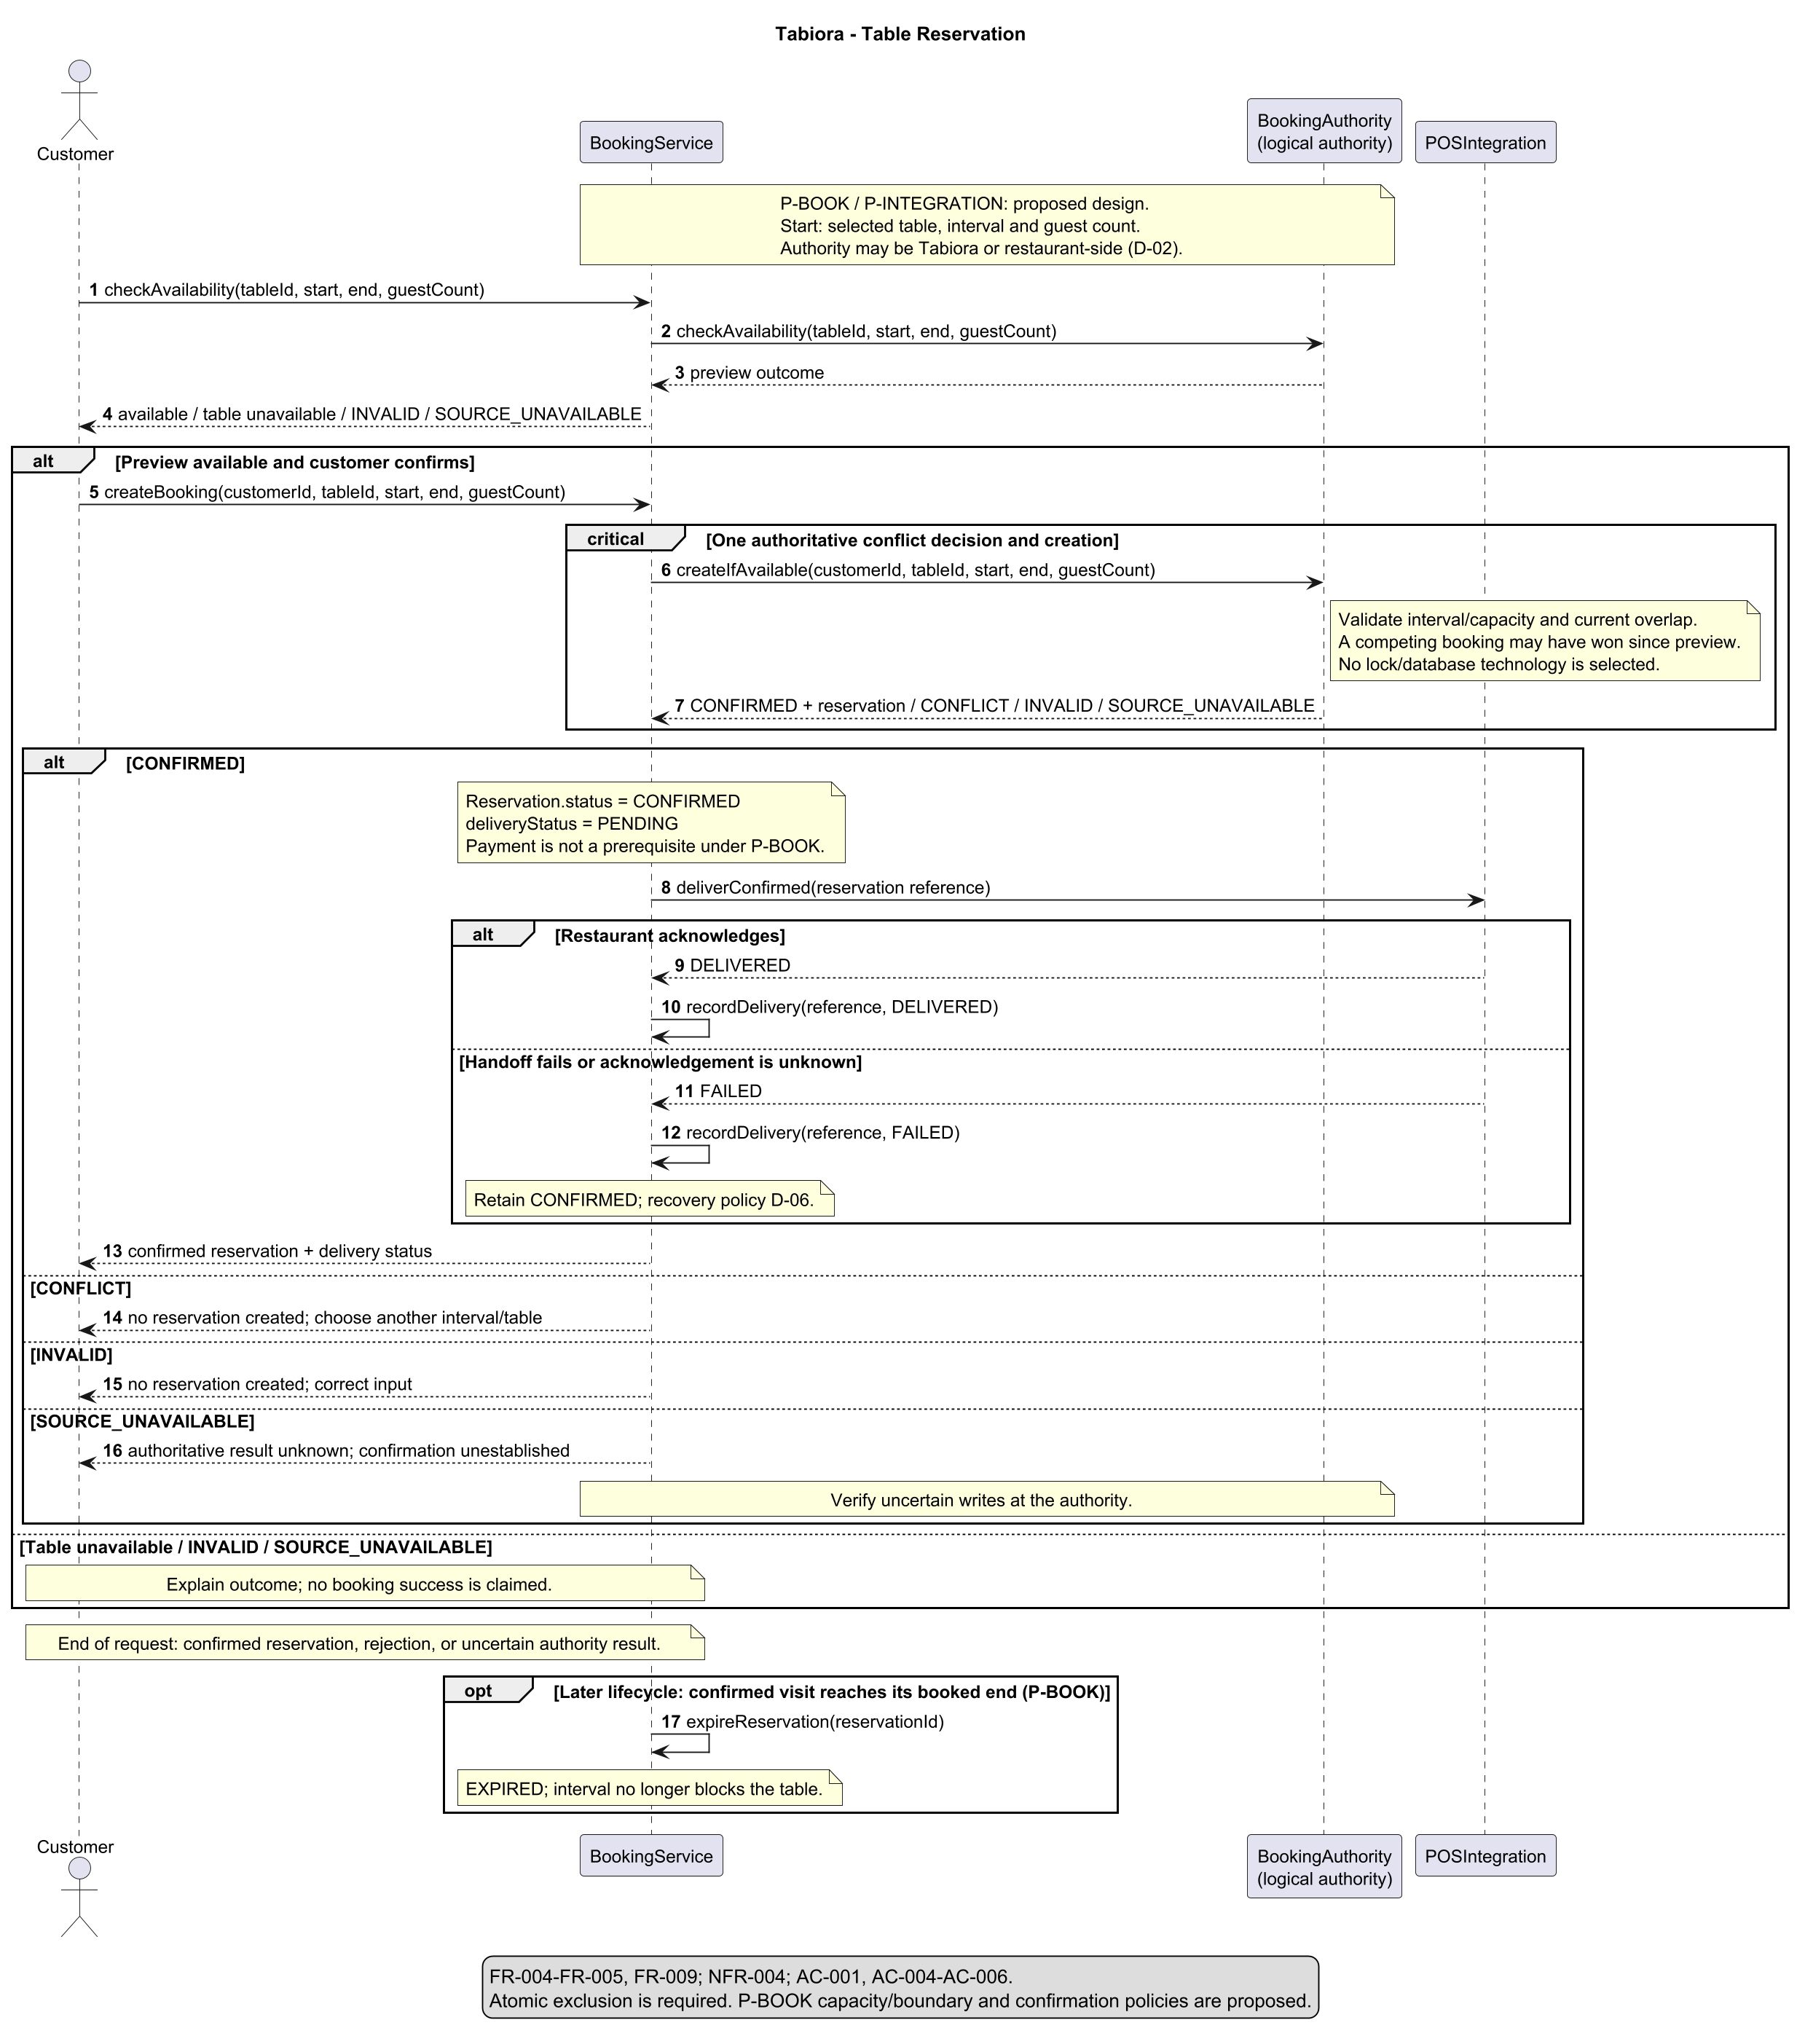 Tabiora - Table Reservation
Customer
BookingService
BookingAuthority
(logical authority)
POSIntegration
P-BOOK / P-INTEGRATION: proposed design.
Start: selected table, interval and guest count.
Authority may be Tabiora or restaurant-side (D-02).
1 checkAvailability(tableId, start, end, guestCount)
2 checkAvailability(tableId, start, end, guestCount)
3 preview outcome
4 available / table unavailable / INVALID / SOURCE_UNAVAILABLE
alt [Preview available and customer confirms]
5 createBooking(customerId, tableId, start, end, guestCount)
critical [One authoritative conflict decision and creation]
6 createIfAvailable(customerId, tableId, start, end, guestCount)
Validate interval/capacity and current overlap.
A competing booking may have won since preview.
No lock/database technology is selected.
7 CONFIRMED + reservation / CONFLICT / INVALID / SOURCE_UNAVAILABLE
alt [CONFIRMED]
Reservation.status = CONFIRMED
deliveryStatus = PENDING
Payment is not a prerequisite under P-BOOK.
8 deliverConfirmed(reservation reference)
alt [Restaurant acknowledges]
9 DELIVERED
10 recordDelivery(reference, DELIVERED)
[Handoff fails or acknowledgement is unknown]
11 FAILED
12 recordDelivery(reference, FAILED)
Retain CONFIRMED; recovery policy D-06.
13 confirmed reservation + delivery status
[CONFLICT]
14 no reservation created; choose another interval/table
[INVALID]
15 no reservation created; correct input
[SOURCE_UNAVAILABLE]
16 authoritative result unknown; confirmation unestablished
Verify uncertain writes at the authority.
[Table unavailable / INVALID / SOURCE_UNAVAILABLE]
Explain outcome; no booking success is claimed.
End of request: confirmed reservation, rejection, or uncertain authority result.
opt [Later lifecycle: confirmed visit reaches its booked end (P-BOOK)]
17 expireReservation(reservationId)
EXPIRED; interval no longer blocks the table.
Customer
BookingService
BookingAuthority
(logical authority)
POSIntegration
FR-004-FR-005, FR-009; NFR-004; AC-001, AC-004-AC-006.
Atomic exclusion is required. P-BOOK capacity/boundary and confirmation policies are proposed.